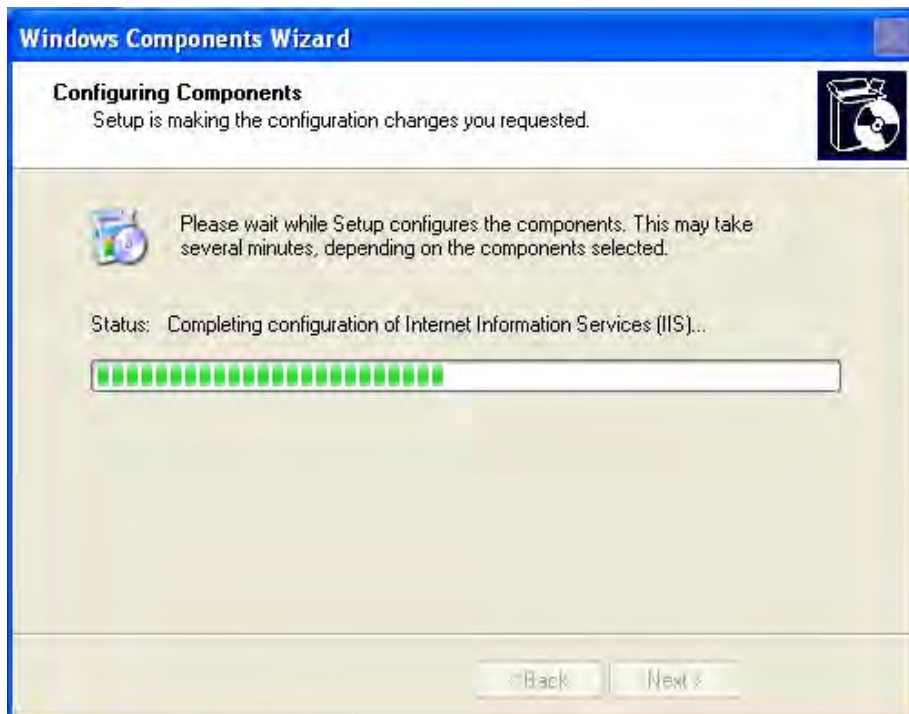 Windows Components Wizard
Configuring Components
Setup is making the configuration changes you requested.
Please wait while Setup configures the components. This may take
several minutes, depending on the components selected.
Status: Completing configuration of Internet Information Services (IIS)...
< Back Next >